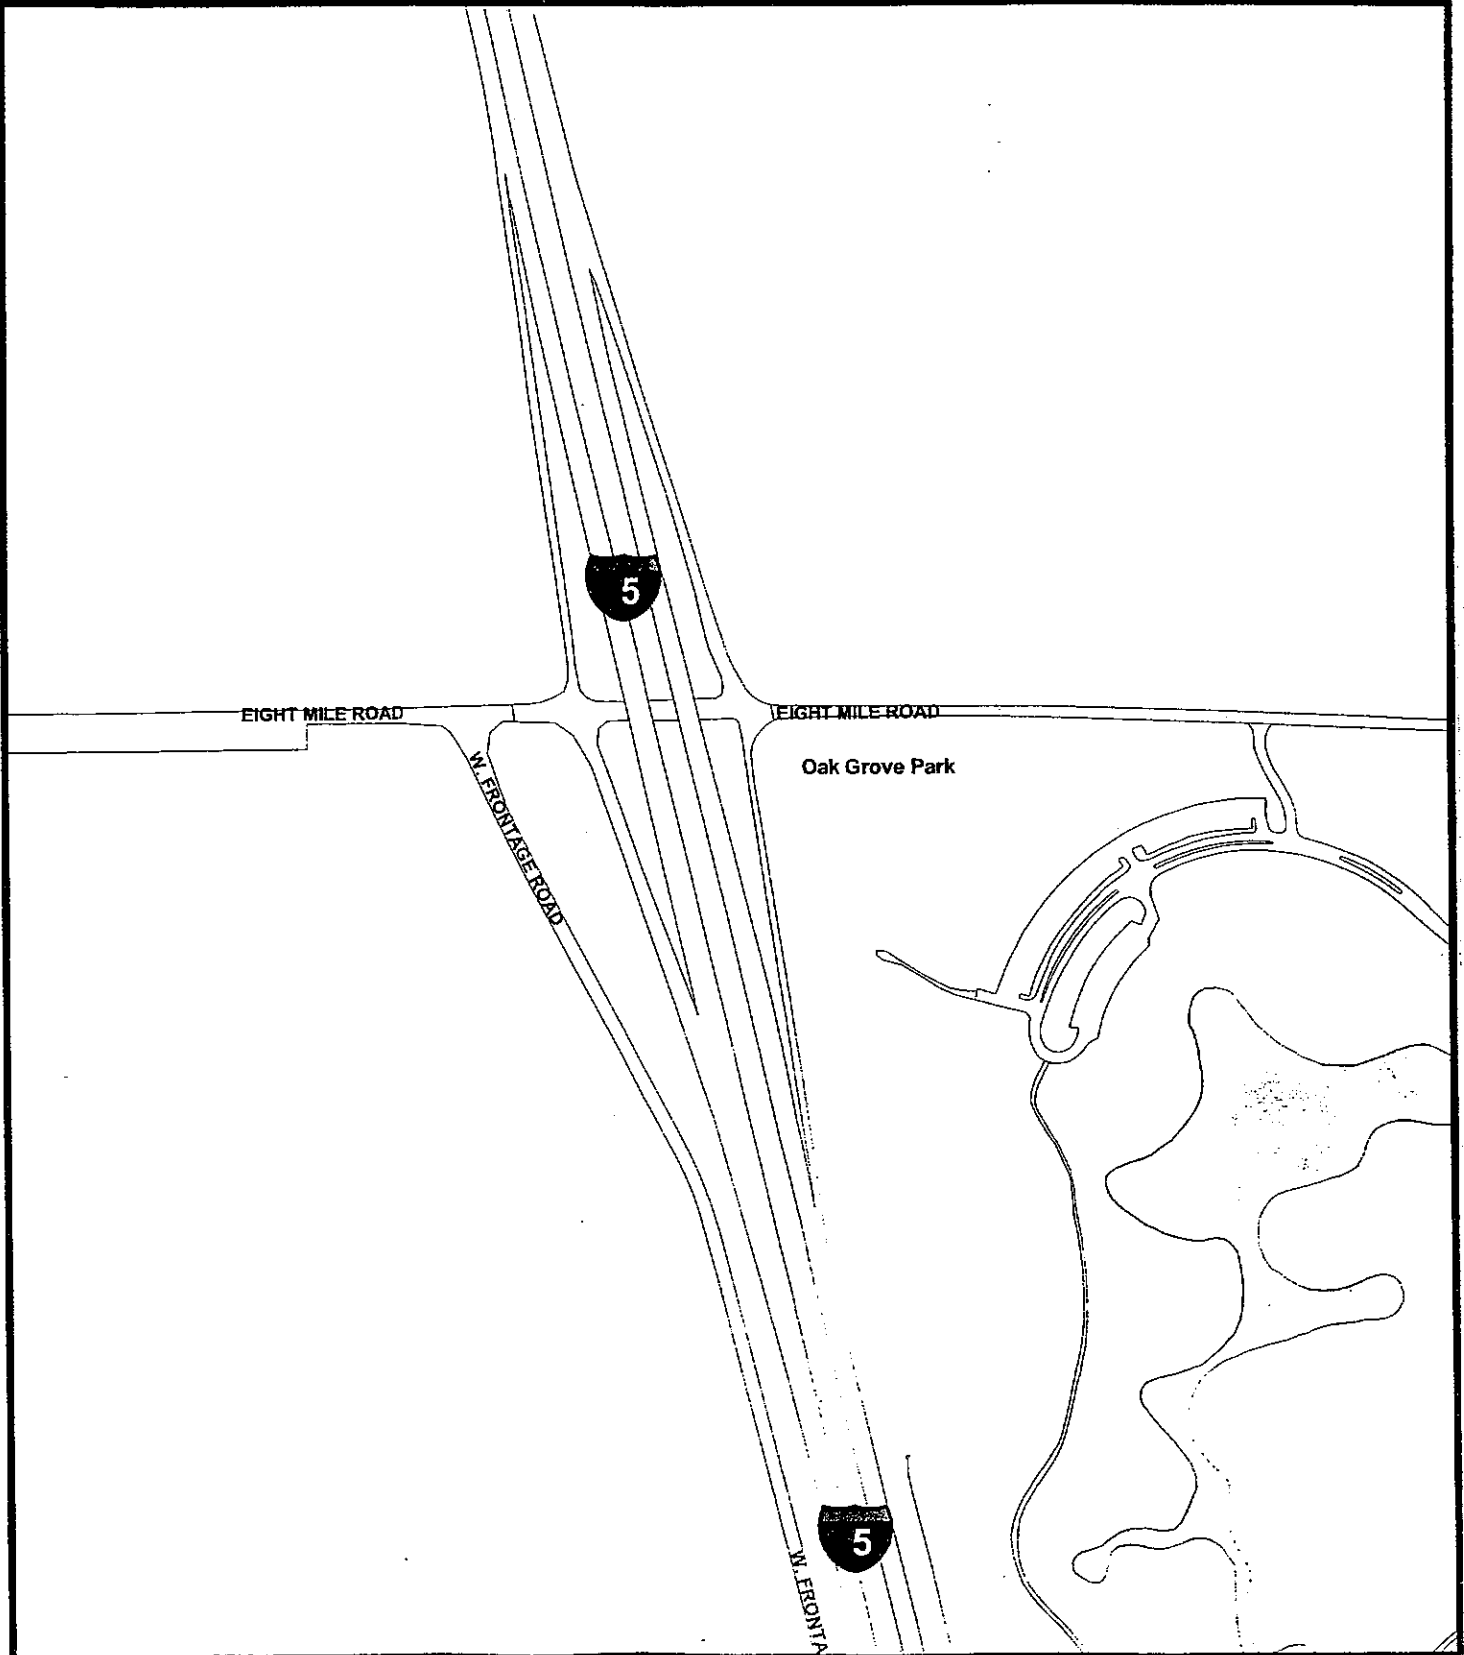 5
EIGHT MILE ROAD
EIGHT MILE ROAD
Oak Grove Park
W. FRONTAGE ROAD
5
W. FRONTA